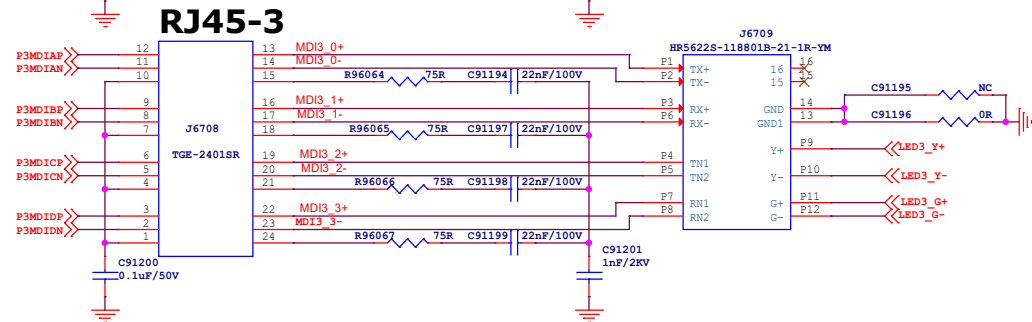 RJ45-3
J6709
HR5622S-118801B-21-1R-YM
P3MDIAP 12 13 MDI3_0+ P1 TX+ 16 16
P3MDIAN 11 14 MDI3_0- P2 TX- 15 15
10 15 R96064 75R C91194 22nF/100V
C91195 NC
P3MDIBP 9 16 MDI3_1+ P3 RX+ GND 14
P3MDIBN 8 17 MDI3_1- P6 RX- GND1 13 C91196 0R
7 J6708 18 R96065 75R C91197 22nF/100V
Y+ P9 LED3_Y+
TGE-2401SR
P3MDICP 6 19 MDI3_2+ P4 TN1
P3MDICN 5 20 MDI3_2- P5 TN2 Y- P10 LED3_Y-
4 21 R96066 75R C91198 22nF/100V
P7 RN1 G+ P11 LED3_G+
P3MDIDP 3 22 MDI3_3+ P8 RN2 G- P12 LED3_G-
P3MDIDN 2 23 MDI3_3-
1 24 R96067 75R C91199 22nF/100V
C91200 C91201
0.1uF/50V 1nF/2KV